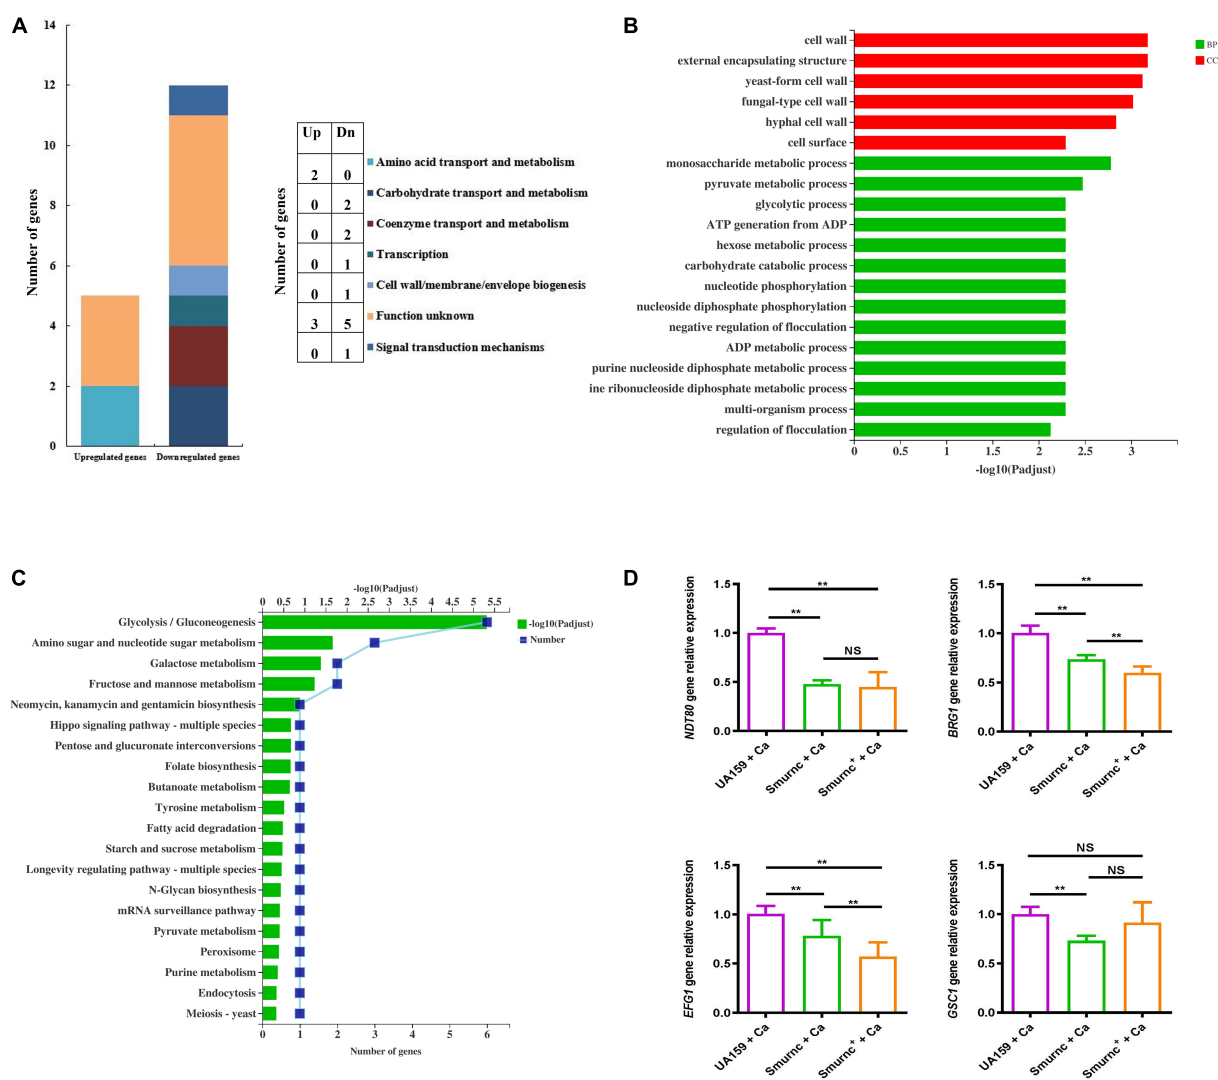 A
14
12
10
8
6
4
2
0
Number of genes
Upregulated genes
Downregulated genes
Number of genes
Up Dn
2 0
0 2
0 2
0 1
0 1
3 5
0 1
Amino acid transport and metabolism
Carbohydrate transport and metabolism
Coenzyme transport and metabolism
Transcription
Cell wall/membrane/envelope biogenesis
Function unknown
Signal transduction mechanisms
B
cell wall
external encapsulating structure
yeast-form cell wall
fungal-type cell wall
hyphal cell wall
cell surface
monosaccharide metabolic process
pyruvate metabolic process
glycolytic process
ATP generation from ADP
hexose metabolic process
carbohydrate catabolic process
nucleotide phosphorylation
nucleoside diphosphate phosphorylation
negative regulation of flocculation
ADP metabolic process
purine nucleoside diphosphate metabolic process
ine ribonucleoside diphosphate metabolic process
multi-organism process
regulation of flocculation
0 0.5 1 1.5 2 2.5 3
-log10(Padjust)
BP
CC
C
-log10(Padjust)
0 0.5 1 1.5 2 2.5 3 3.5 4 4.5 5 5.5
Glycolysis / Gluconeogenesis
Amino sugar and nucleotide sugar metabolism
Galactose metabolism
Fructose and mannose metabolism
Neomycin, kanamycin and gentamicin biosynthesis
Hippo signaling pathway - multiple species
Pentose and glucuronate interconversions
Folate biosynthesis
Butanoate metabolism
Tyrosine metabolism
Fatty acid degradation
Starch and sucrose metabolism
Longevity regulating pathway - multiple species
N-Glycan biosynthesis
mRNA surveillance pathway
Pyruvate metabolism
Peroxisome
Purine metabolism
Endocytosis
Meiosis - yeast
0 1 2 3 4 5 6
Number of genes
-log10(Padjust)
Number
D
NDT80 gene relative expression
1.5
1.0
0.5
0.0
**
**
NS
UA159 + Ca
Smurnc + Ca
Smurnc⁺ + Ca
BRG1 gene relative expression
1.5
1.0
0.5
0.0
**
**
**
UA159 + Ca
Smurnc + Ca
Smurnc⁺ + Ca
EFG1 gene relative expression
1.5
1.0
0.5
0.0
**
**
**
UA159 + Ca
Smurnc + Ca
Smurnc⁺ + Ca
GSC1 gene relative expression
1.5
1.0
0.5
0.0
NS
NS
**
UA159 + Ca
Smurnc + Ca
Smurnc⁺ + Ca